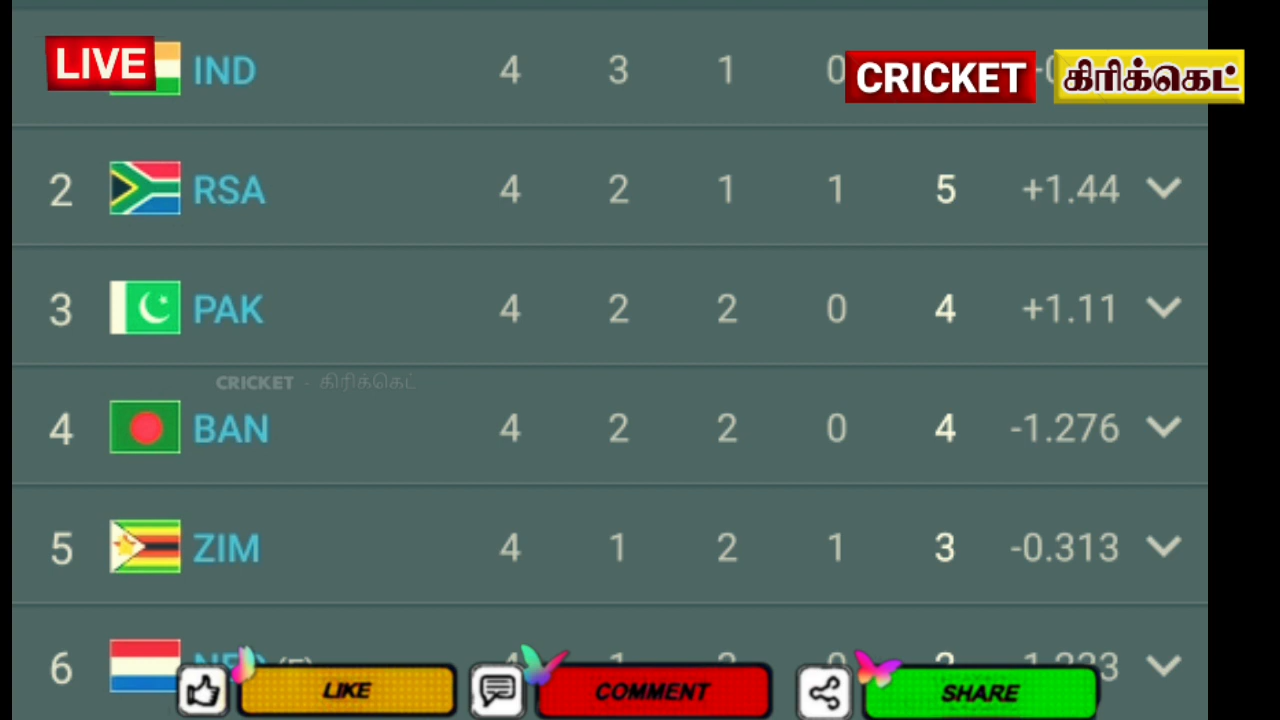 LIVE IND 4 3 1 0 CRICKET கிரிக்கெட்
2 RSA 4 2 1 1 5 +1.44
3 PAK 4 2 2 0 4 +1.11
CRICKET - கிரிக்கெட்
4 BAN 4 2 2 0 4 -1.276
5 ZIM 4 1 2 1 3 -0.313
6
LIKE COMMENT SHARE